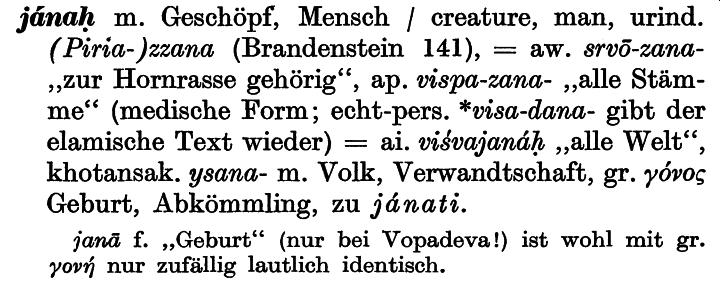 jánaḥ m. Geschöpf, Mensch / creature, man, urind.
(Piria-)zzana (Brandenstein 141), = aw. srvō-zana-
„zur Hornrasse gehörig“, ap. vispa-zana- „alle Stäm-
me“ (medische Form; echt-pers. *visa-dana- gibt der
elamische Text wieder) = ai. viśvajanáḥ „alle Welt“,
khotansak. ysana- m. Volk, Verwandtschaft, gr. γόνος
Geburt, Abkömmling, zu jánati.
janā f. „Geburt“ (nur bei Vopadeva!) ist wohl mit gr.
γονή nur zufällig lautlich identisch.